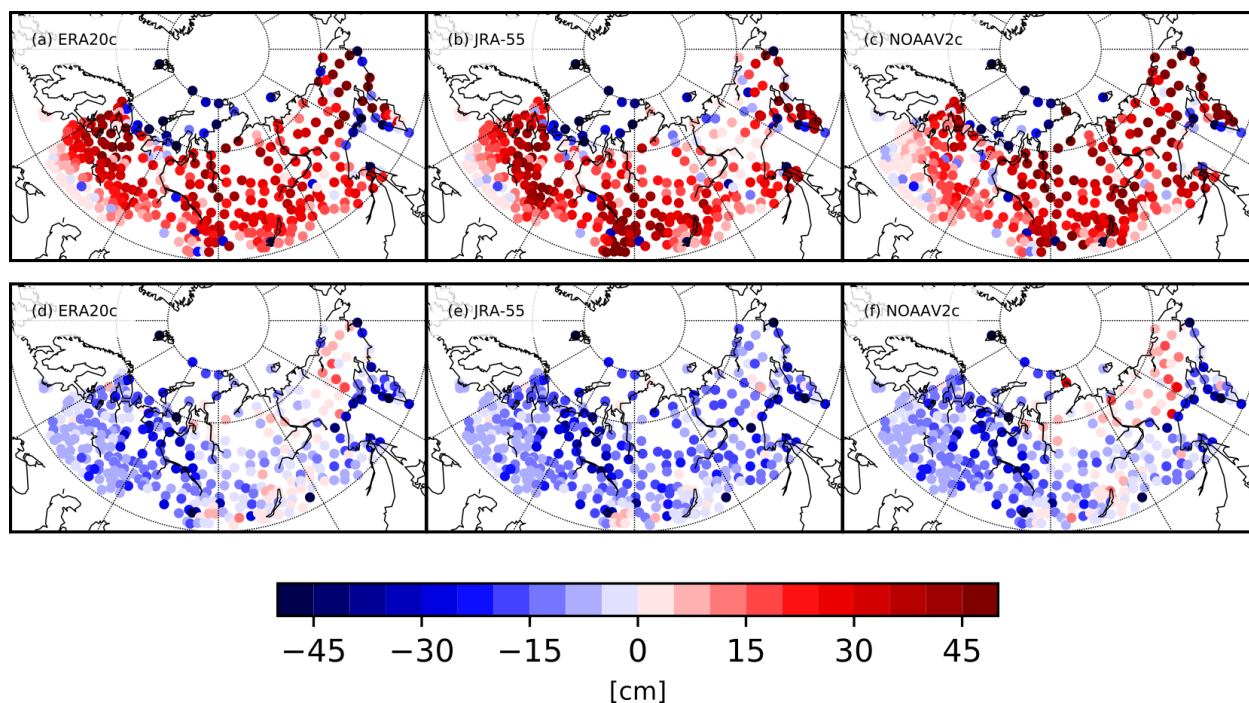 (a) ERA20c
(b) JRA-55
(c) NOAAV2c
(d) ERA20c
(e) JRA-55
(f) NOAAV2c
−45 −30 −15 0 15 30 45
[cm]